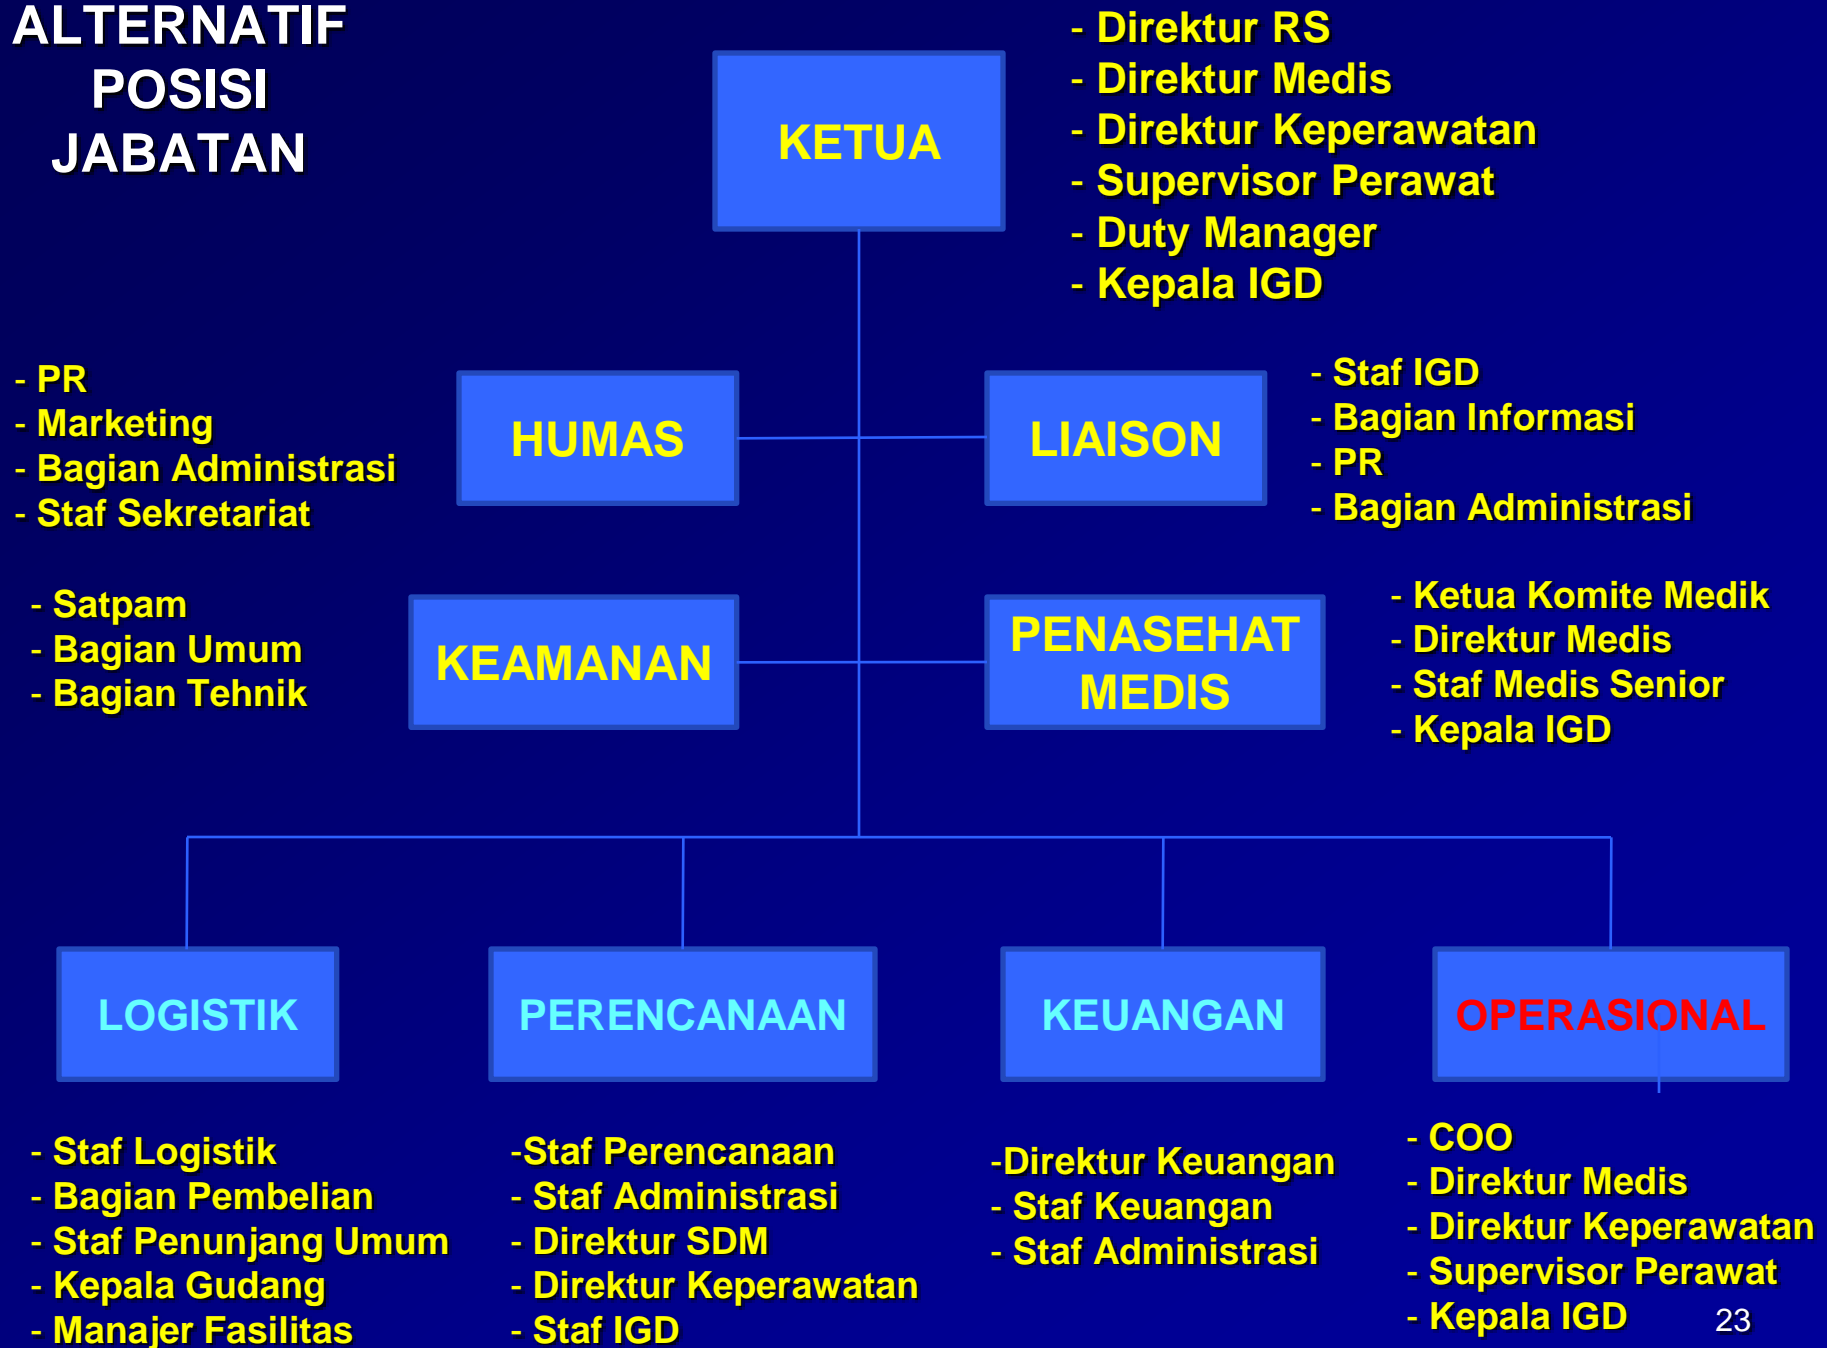 ALTERNATIF
POSISI
JABATAN
KETUA
- Direktur RS
- Direktur Medis
- Direktur Keperawatan
- Supervisor Perawat
- Duty Manager
- Kepala IGD
- PR
- Marketing
- Bagian Administrasi
- Staf Sekretariat
HUMAS
LIAISON
- Staf IGD
- Bagian Informasi
- PR
- Bagian Administrasi
- Satpam
- Bagian Umum
- Bagian Tehnik
KEAMANAN
PENASEHAT
MEDIS
- Ketua Komite Medik
- Direktur Medis
- Staf Medis Senior
- Kepala IGD
LOGISTIK
PERENCANAAN
KEUANGAN
OPERASIONAL
- Staf Logistik
- Bagian Pembelian
- Staf Penunjang Umum
- Kepala Gudang
- Manajer Fasilitas
-Staf Perencanaan
- Staf Administrasi
- Direktur SDM
- Direktur Keperawatan
- Staf IGD
-Direktur Keuangan
- Staf Keuangan
- Staf Administrasi
- COO
- Direktur Medis
- Direktur Keperawatan
- Supervisor Perawat
- Kepala IGD
23